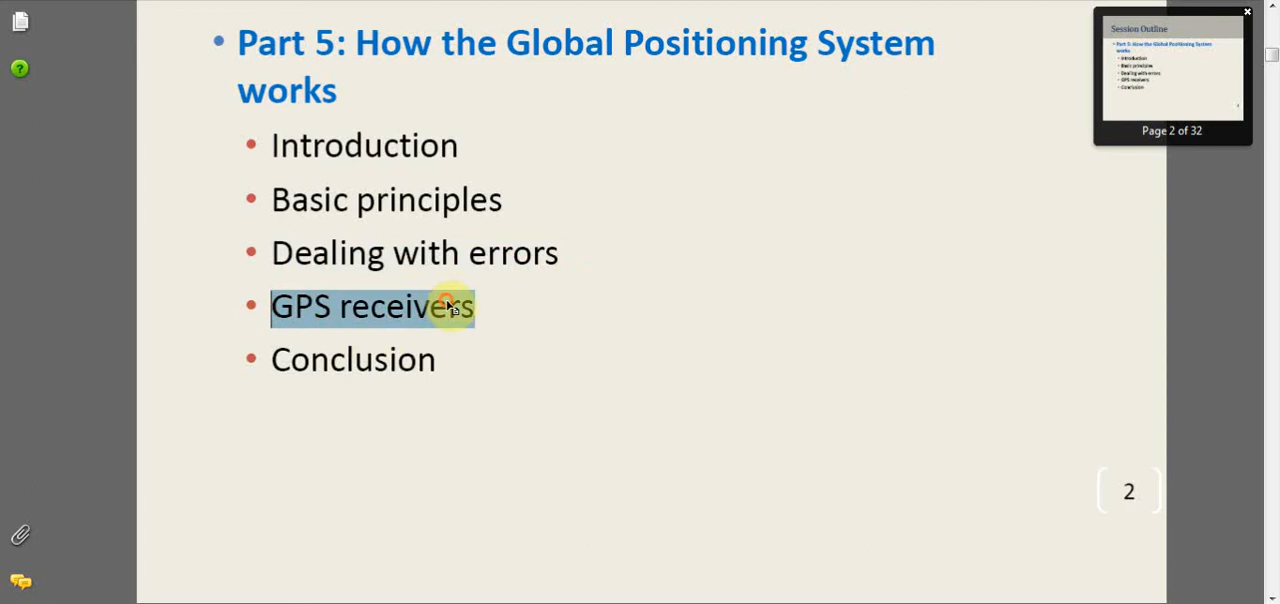 Part 5: How the Global Positioning System
works
Introduction
Basic principles
Dealing with errors
GPS receivers
Conclusion
2
Session Outline
Part 5: How the Global Positioning System
works
Introduction
Basic principles
Dealing with errors
GPS receivers
Conclusion
Page 2 of 32